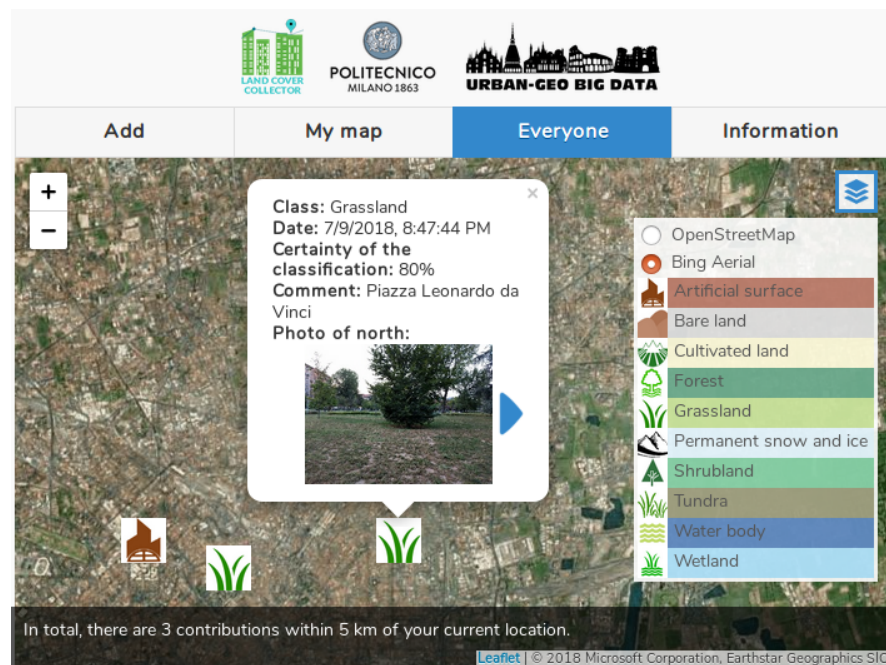 LAND COVER
COLLECTOR
POLITECNICO
MILANO 1863
URBAN-GEO BIG DATA
Add
My map
Everyone
Information
+
−
×
Class: Grassland
Date: 7/9/2018, 8:47:44 PM
Certainty of the
classification: 80%
Comment: Piazza Leonardo da
Vinci
Photo of north:
OpenStreetMap
Bing Aerial
Artificial surface
Bare land
Cultivated land
Forest
Grassland
Permanent snow and ice
Shrubland
Tundra
Water body
Wetland
In total, there are 3 contributions within 5 km of your current location.
Leaflet | © 2018 Microsoft Corporation, Earthstar Geographics SIO